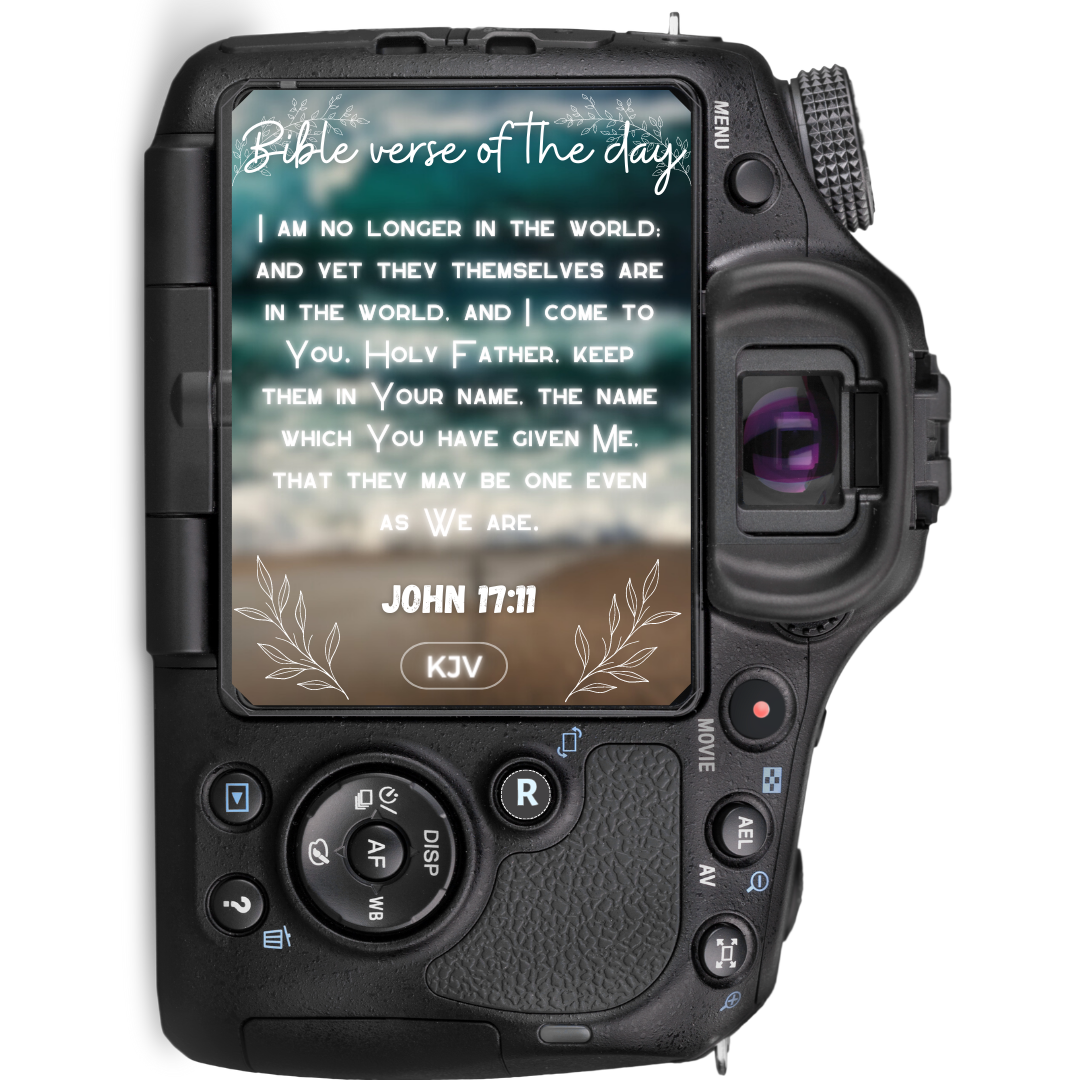 Bible verse of the day
I am no longer in the world;
and yet they themselves are
in the world, and I come to
You. Holy Father, keep
them in Your name, the name
which You have given Me,
that they may be one even
as We are.
JOHN 17:11
KJV
MENU
MOVIE
R
AEL
AV
DISP
AF
WB
?